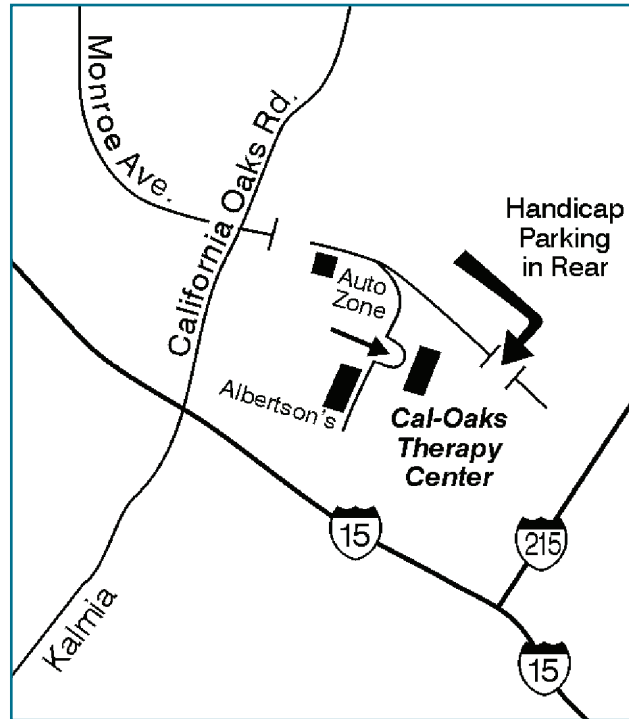 Monroe Ave.
California Oaks Rd.
Handicap
Parking
in Rear
Auto
Zone
Albertson's
Cal-Oaks
Therapy
Center
15
215
Kalmia
15